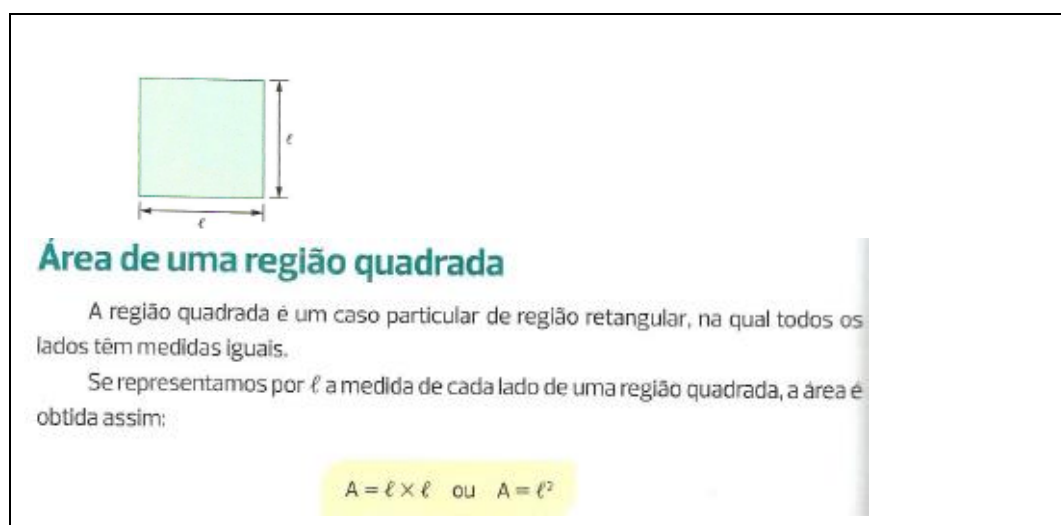 ℓ
ℓ
Área de uma região quadrada
A região quadrada é um caso particular de região retangular, na qual todos os
lados têm medidas iguais.
Se representamos por ℓ a medida de cada lado de uma região quadrada, a área é
obtida assim:
A = ℓ × ℓ ou A = ℓ²